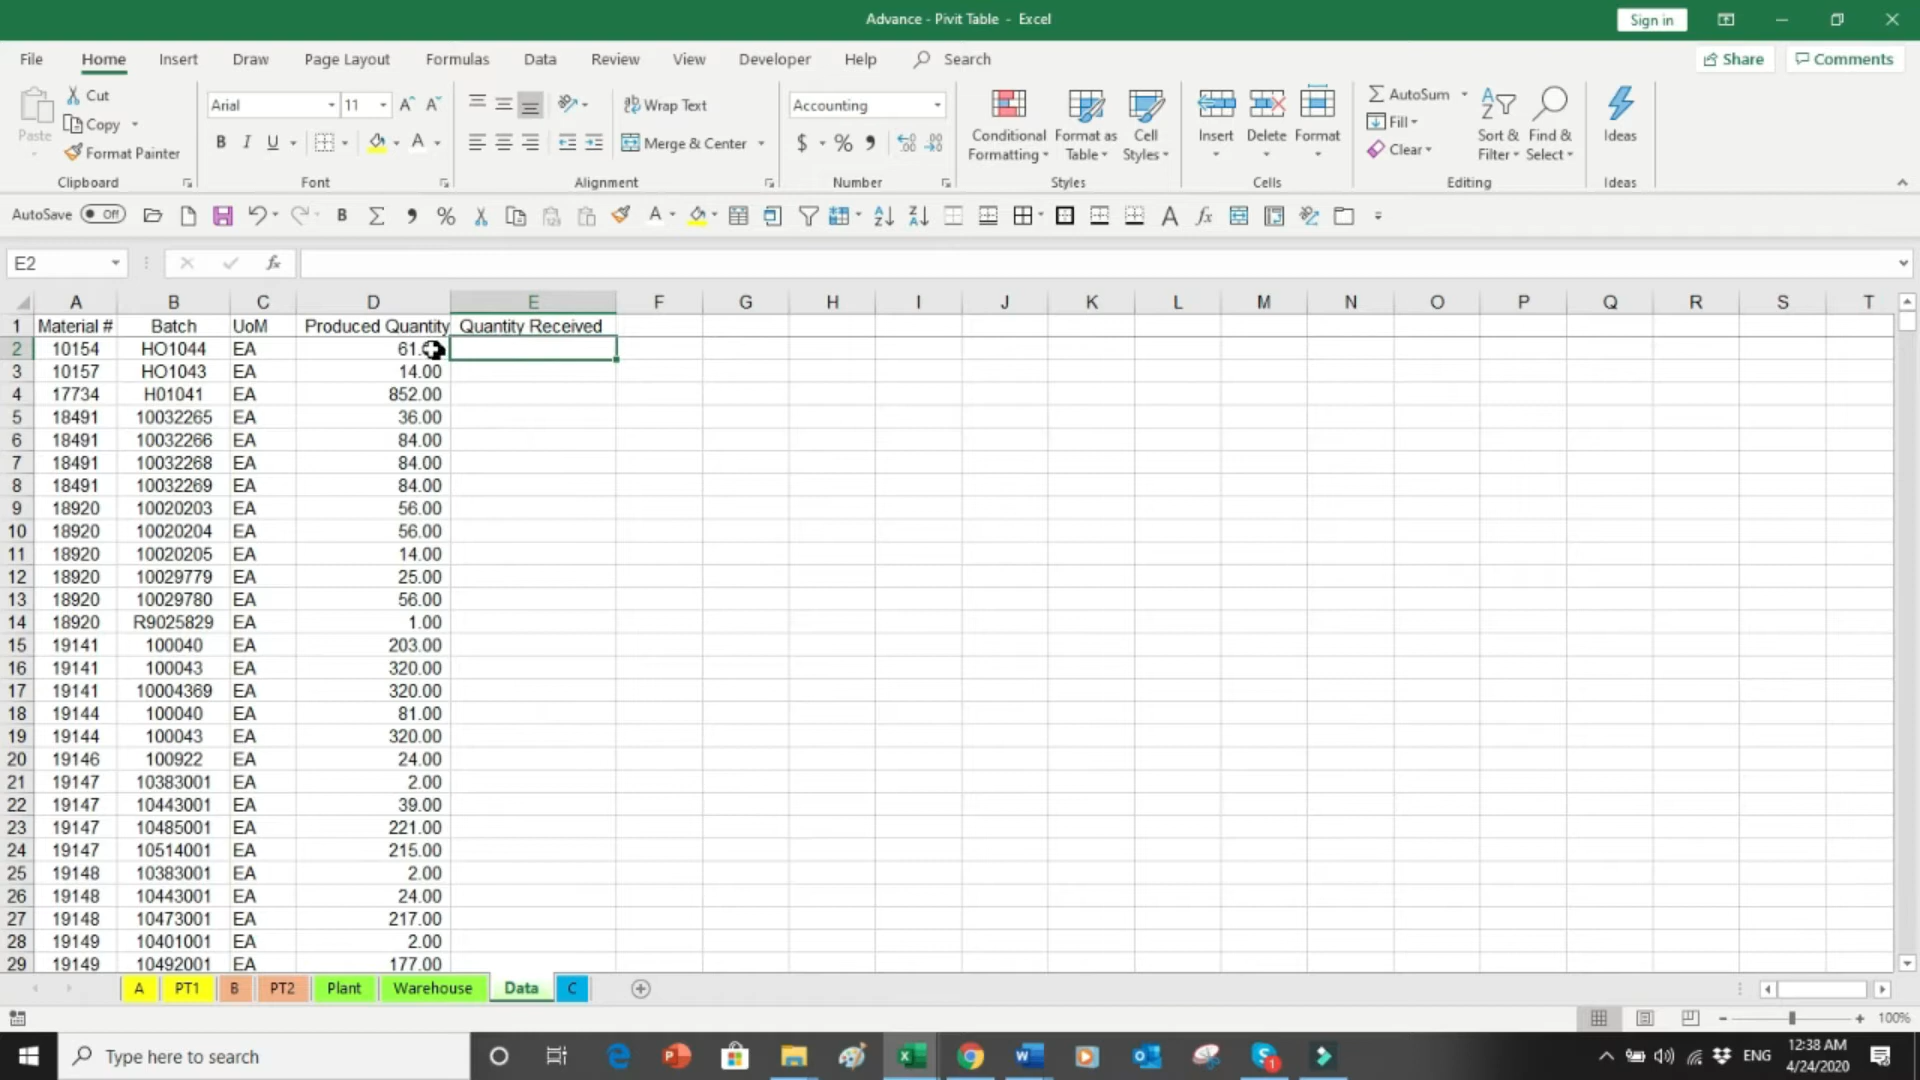 Advance - Pivit Table - Excel
Sign in
File Home Insert Draw Page Layout Formulas Data Review View Developer Help Search
Share Comments
Paste
Cut
Copy
Format Painter
Clipboard
Arial 11
B I U
Font
Wrap Text
Merge & Center
Alignment
Accounting
$ % ,
Number
Conditional Formatting
Format as Table
Cell Styles
Styles
Insert Delete Format
Cells
AutoSum
Fill
Clear
Sort & Filter
Find & Select
Editing
Ideas
Ideas
AutoSave Off
E2 fx
A B C D E F G H I J K L M N O P Q R S T
1 Material # Batch UoM Produced Quantity Quantity Received
2 10154 HO1044 EA 61.
3 10157 HO1043 EA 14.00
4 17734 H01041 EA 852.00
5 18491 10032265 EA 36.00
6 18491 10032266 EA 84.00
7 18491 10032268 EA 84.00
8 18491 10032269 EA 84.00
9 18920 10020203 EA 56.00
10 18920 10020204 EA 56.00
11 18920 10020205 EA 14.00
12 18920 10029779 EA 25.00
13 18920 10029780 EA 56.00
14 18920 R9025829 EA 1.00
15 19141 100040 EA 203.00
16 19141 100043 EA 320.00
17 19141 10004369 EA 320.00
18 19144 100040 EA 81.00
19 19144 100043 EA 320.00
20 19146 100922 EA 24.00
21 19147 10383001 EA 2.00
22 19147 10443001 EA 39.00
23 19147 10485001 EA 221.00
24 19147 10514001 EA 215.00
25 19148 10383001 EA 2.00
26 19148 10443001 EA 24.00
27 19148 10473001 EA 217.00
28 19149 10401001 EA 2.00
29 19149 10492001 EA 177.00
A PT1 B PT2 Plant Warehouse Data C
100%
Type here to search
ENG
12:38 AM
4/24/2020